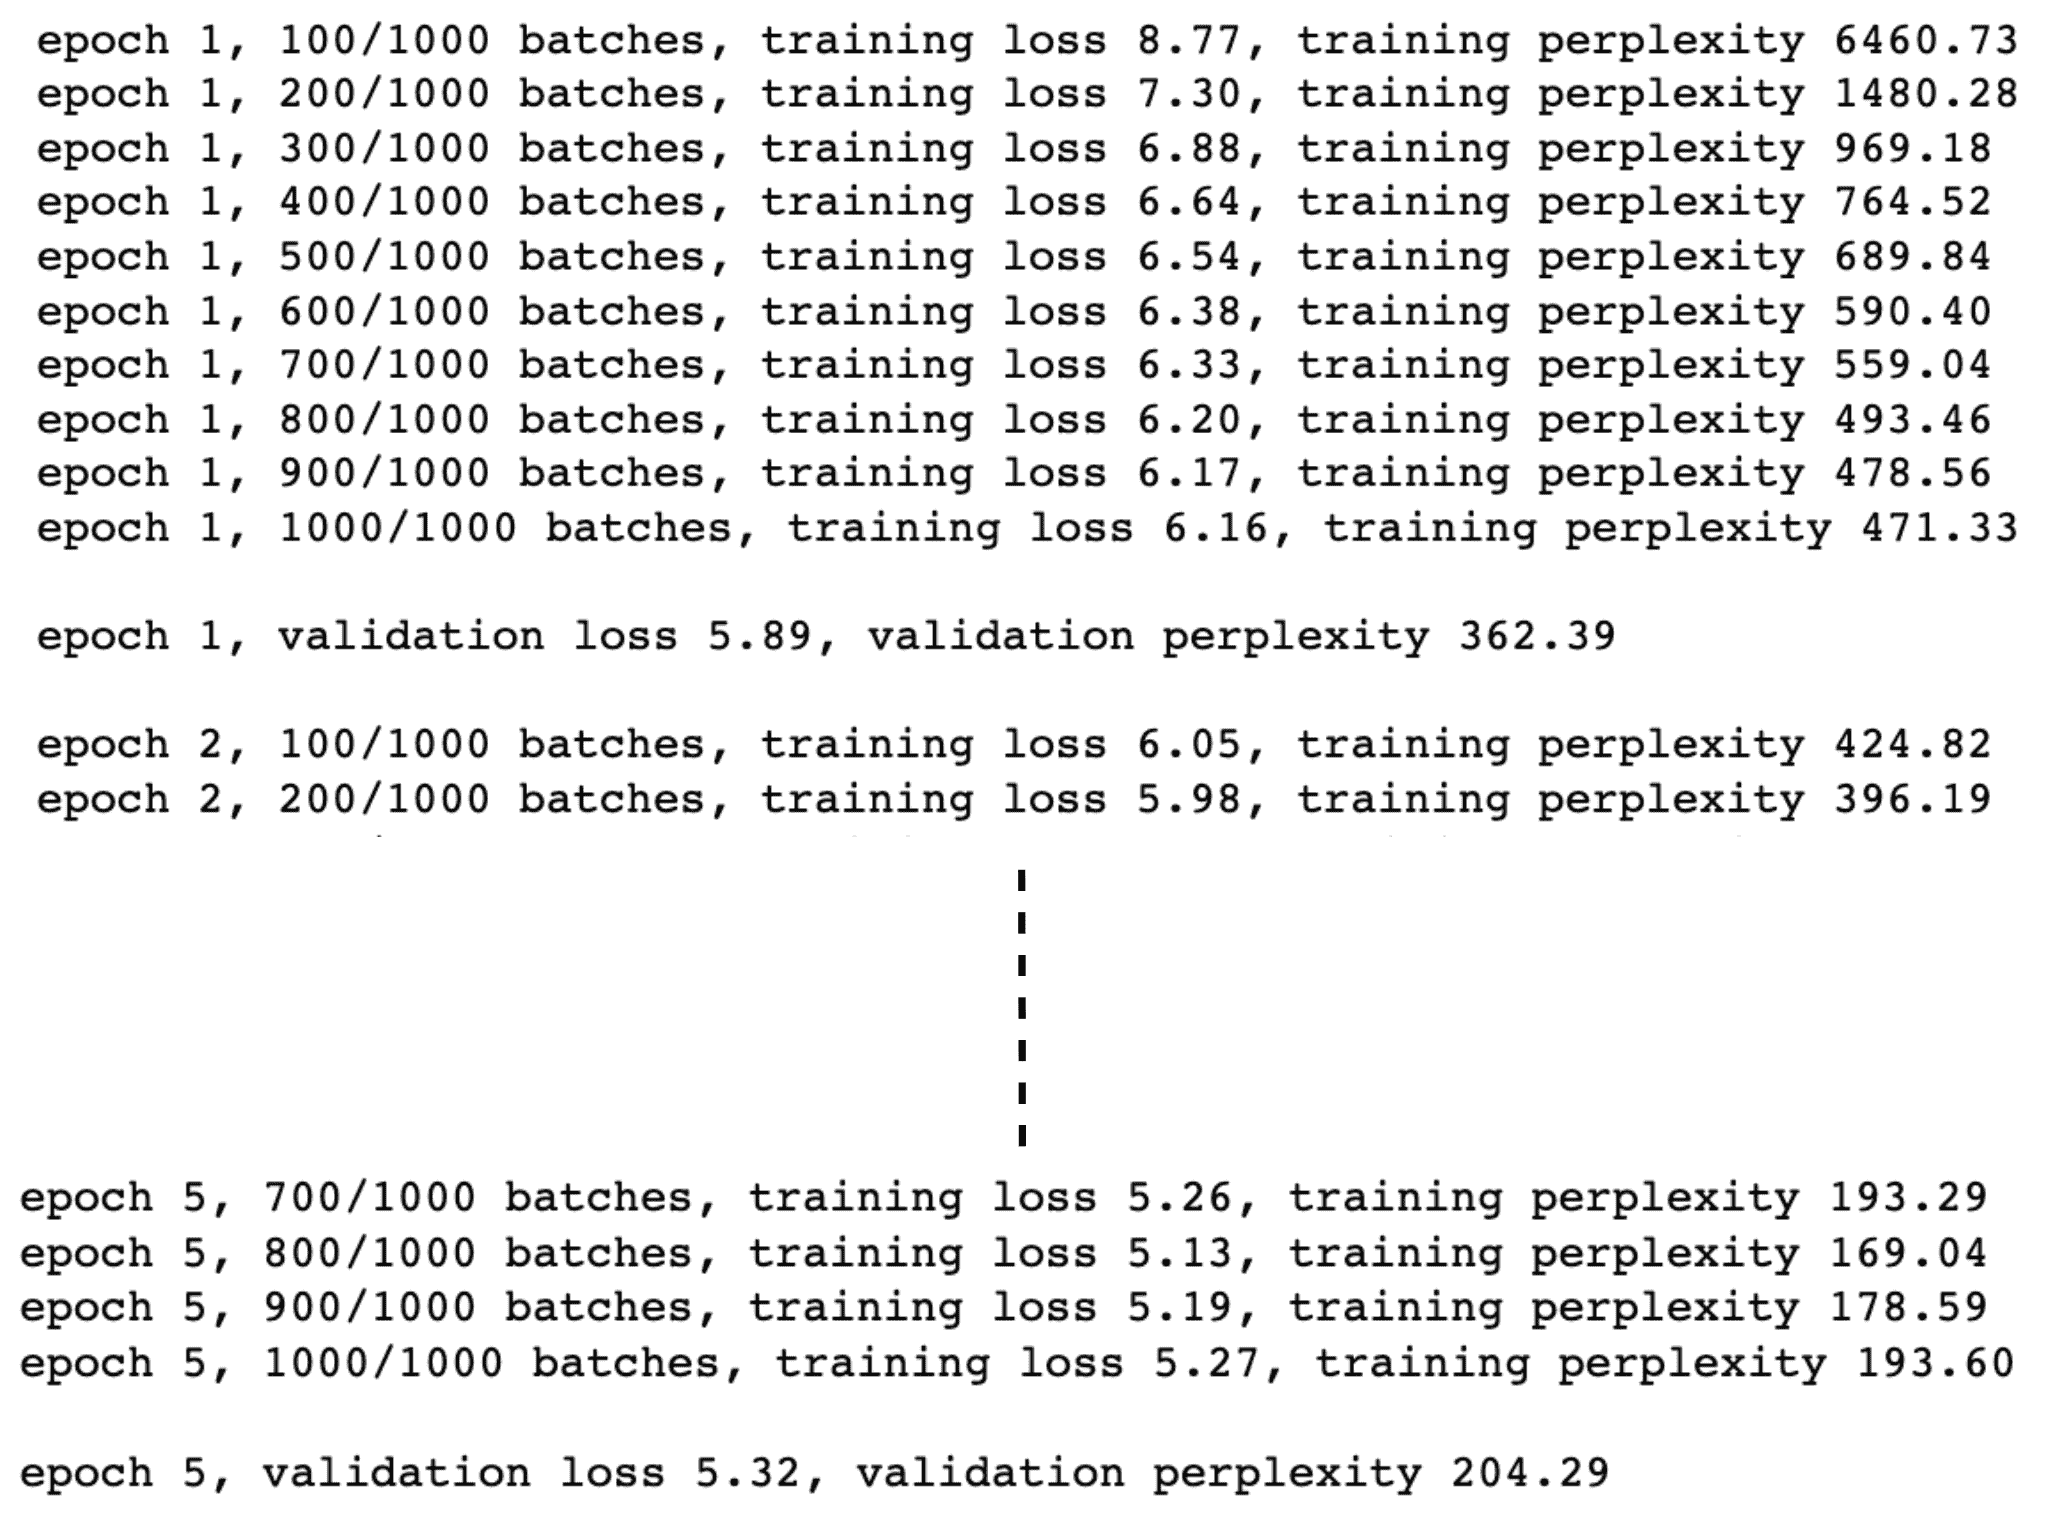 epoch 1, 100/1000 batches, training loss 8.77, training perplexity 6460.73
epoch 1, 200/1000 batches, training loss 7.30, training perplexity 1480.28
epoch 1, 300/1000 batches, training loss 6.88, training perplexity 969.18
epoch 1, 400/1000 batches, training loss 6.64, training perplexity 764.52
epoch 1, 500/1000 batches, training loss 6.54, training perplexity 689.84
epoch 1, 600/1000 batches, training loss 6.38, training perplexity 590.40
epoch 1, 700/1000 batches, training loss 6.33, training perplexity 559.04
epoch 1, 800/1000 batches, training loss 6.20, training perplexity 493.46
epoch 1, 900/1000 batches, training loss 6.17, training perplexity 478.56
epoch 1, 1000/1000 batches, training loss 6.16, training perplexity 471.33
epoch 1, validation loss 5.89, validation perplexity 362.39
epoch 2, 100/1000 batches, training loss 6.05, training perplexity 424.82
epoch 2, 200/1000 batches, training loss 5.98, training perplexity 396.19
epoch 5, 700/1000 batches, training loss 5.26, training perplexity 193.29
epoch 5, 800/1000 batches, training loss 5.13, training perplexity 169.04
epoch 5, 900/1000 batches, training loss 5.19, training perplexity 178.59
epoch 5, 1000/1000 batches, training loss 5.27, training perplexity 193.60
epoch 5, validation loss 5.32, validation perplexity 204.29